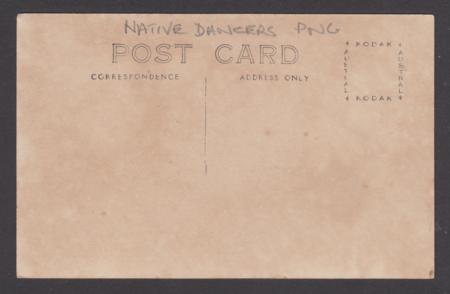 NATIVE DANCERS PNG
POST CARD
CORRESPONDENCE
ADDRESS ONLY
KODAK
AUSTRAL
AUSTRAL
KODAK